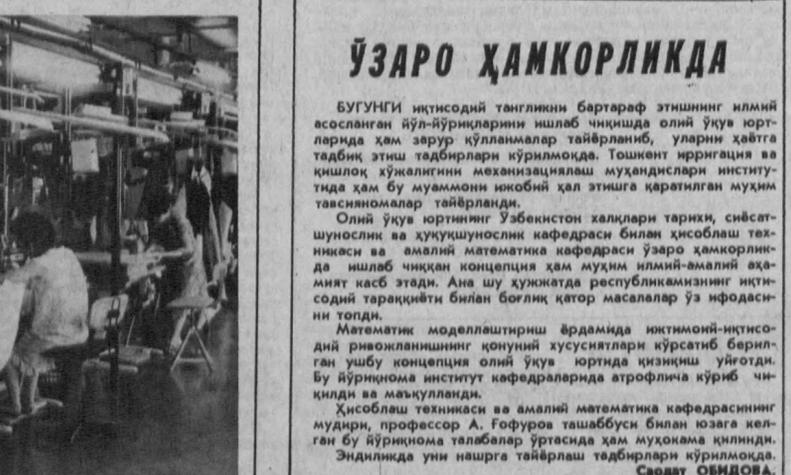 ЎЗАРО ҲАМКОРЛИКДА
БУГУНГИ иқтисодий тангликни бартараф этишнинг илмий
асосланган йўл-йўриқларини ишлаб чиқишда олий ўқув юрт-
ларида ҳам зарур қўлланмалар тайёрланиб, уларни ҳаётга
тадбиқ этиш тадбирлари кўрилмоқда. Тошкент ирригация ва
қишлоқ хўжалигини механизациялаш муҳандислари институ-
тида ҳам бу муаммони ижобий ҳал этишга қаратилган муҳим
тавсияномалар тайёрланди.
Олий ўқув юртининг Ўзбекистон халқлари тарихи, сиёсат-
шунослик ва ҳуқуқшунослик кафедраси билан ҳисоблаш тех-
никаси ва амалий математика кафедраси ўзаро ҳамкорлик-
да ишлаб чиққан концепция ҳам муҳим илмий-амалий аҳа-
мият касб этади. Ана шу ҳужжатда республикамизнинг иқти-
содий тараққиёти билан боғлиқ қатор масалалар ўз ифодаси-
ни топди.
Математик моделлаштириш ёрдамида ижтимоий-иқтисо-
дий ривожланишнинг қонуний хусусиятлари кўрсатиб берил-
ган ушбу концепция олий ўқув юртида қизиқиш уйғотди.
Бу йўриқнома институт кафедраларида атрофлича кўриб чи-
қилди ва маъқулланди.
Ҳисоблаш техникаси ва амалий математика кафедрасининг
мудири, профессор А. Ғофуров ташаббуси билан юзага кел-
ган бу йўриқнома талабалар ўртасида ҳам муҳокама қилинди.
Эндиликда уни нашрга тайёрлаш тадбирлари кўрилмоқда.
Саодат ОБИДОВА.